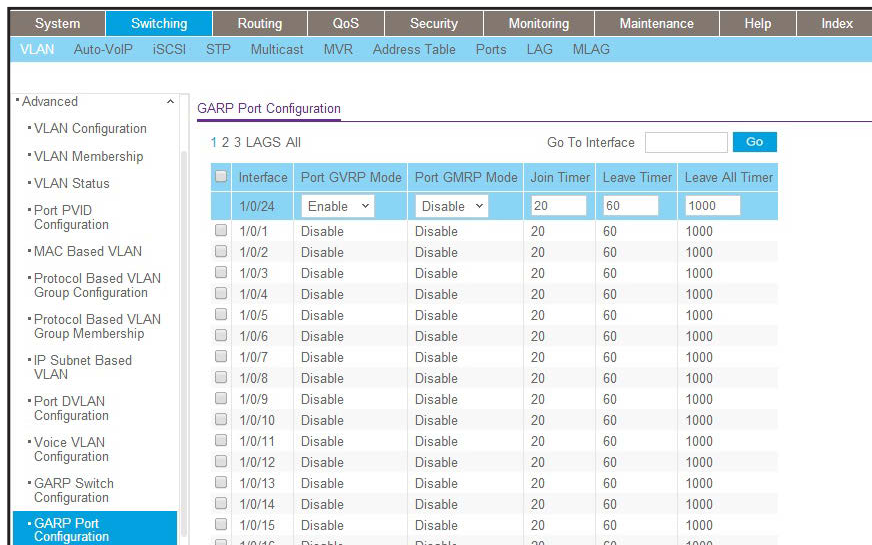 System Switching Routing QoS Security Monitoring Maintenance Help Index
VLAN Auto-VoIP iSCSI STP Multicast MVR Address Table Ports LAG MLAG
Advanced
VLAN Configuration
VLAN Membership
VLAN Status
Port PVID
Configuration
MAC Based VLAN
Protocol Based VLAN
Group Configuration
Protocol Based VLAN
Group Membership
IP Subnet Based
VLAN
Port DVLAN
Configuration
Voice VLAN
Configuration
GARP Switch
Configuration
GARP Port
Configuration
GARP Port Configuration
1 2 3 LAGS All Go To Interface Go
Interface Port GVRP Mode Port GMRP Mode Join Timer Leave Timer Leave All Timer
1/0/24 Enable Disable 20 60 1000
1/0/1 Disable Disable 20 60 1000
1/0/2 Disable Disable 20 60 1000
1/0/3 Disable Disable 20 60 1000
1/0/4 Disable Disable 20 60 1000
1/0/5 Disable Disable 20 60 1000
1/0/6 Disable Disable 20 60 1000
1/0/7 Disable Disable 20 60 1000
1/0/8 Disable Disable 20 60 1000
1/0/9 Disable Disable 20 60 1000
1/0/10 Disable Disable 20 60 1000
1/0/11 Disable Disable 20 60 1000
1/0/12 Disable Disable 20 60 1000
1/0/13 Disable Disable 20 60 1000
1/0/14 Disable Disable 20 60 1000
1/0/15 Disable Disable 20 60 1000